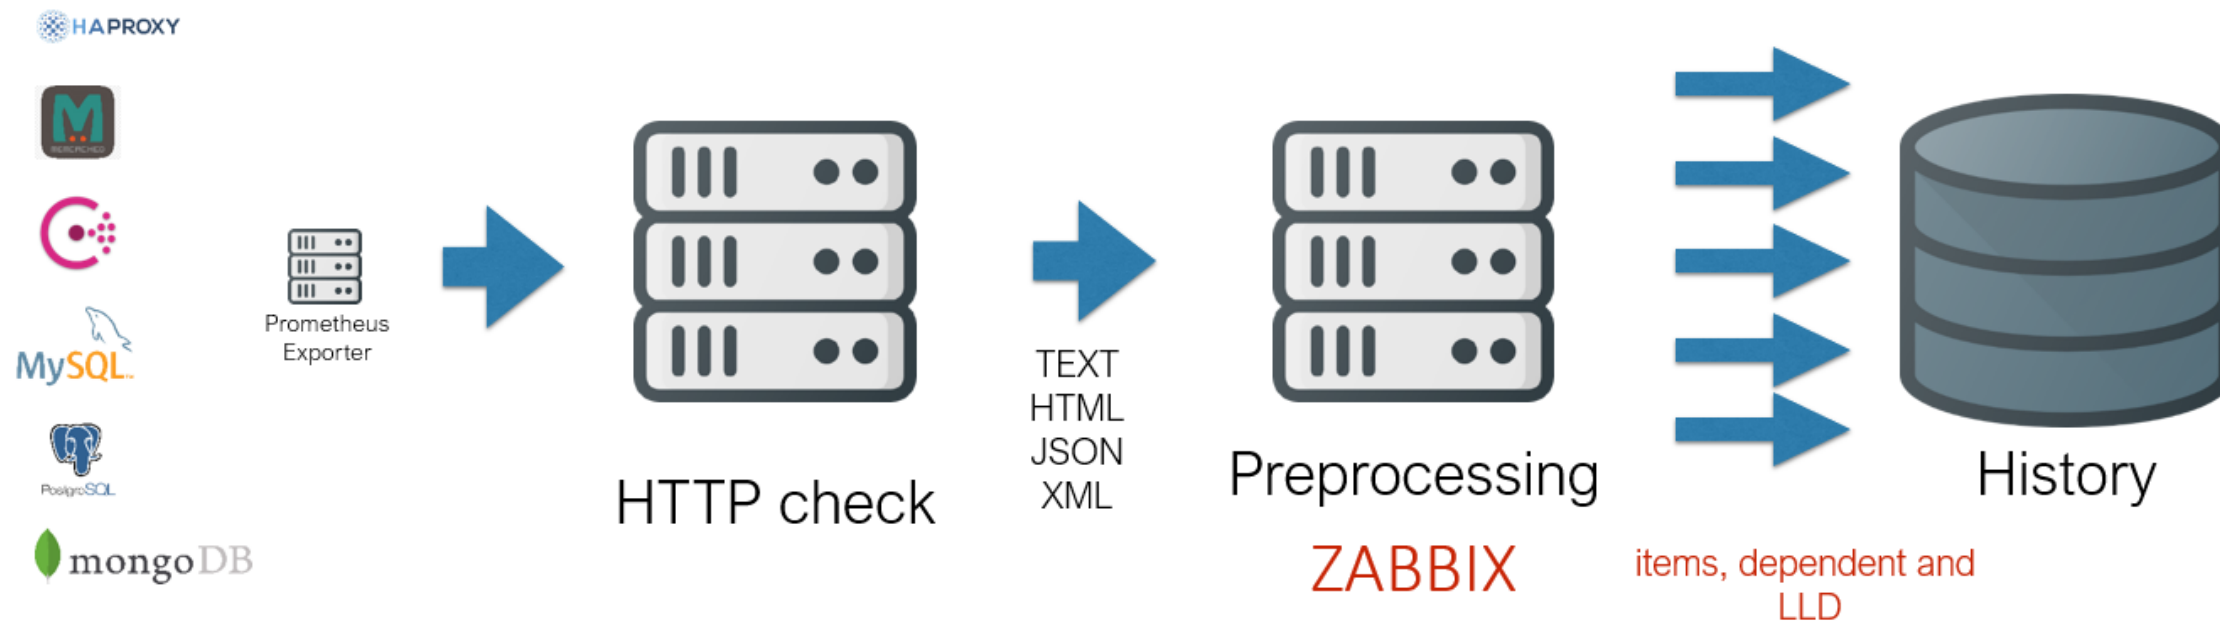 HAPROXY
MEMCACHED
MySQL
PostgreSQL
mongoDB
Prometheus
Exporter
HTTP check
TEXT
HTML
JSON
XML
Preprocessing
ZABBIX
items, dependent and
LLD
History